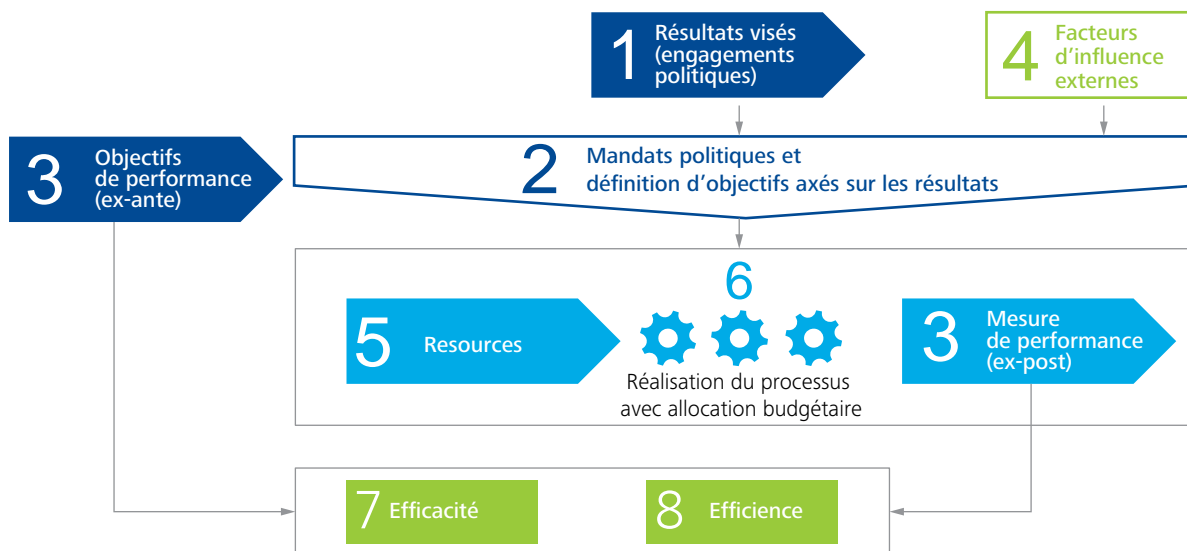 1
Résultats visés
(engagements
politiques)
4
Facteurs
d’influence
externes
3
Objectifs
de performance
(ex-ante)
2
Mandats politiques et
définition d’objectifs axés sur les résultats
5
Resources
6
Réalisation du processus
avec allocation budgétaire
3
Mesure
de performance
(ex-post)
7
Efficacité
8
Efficience